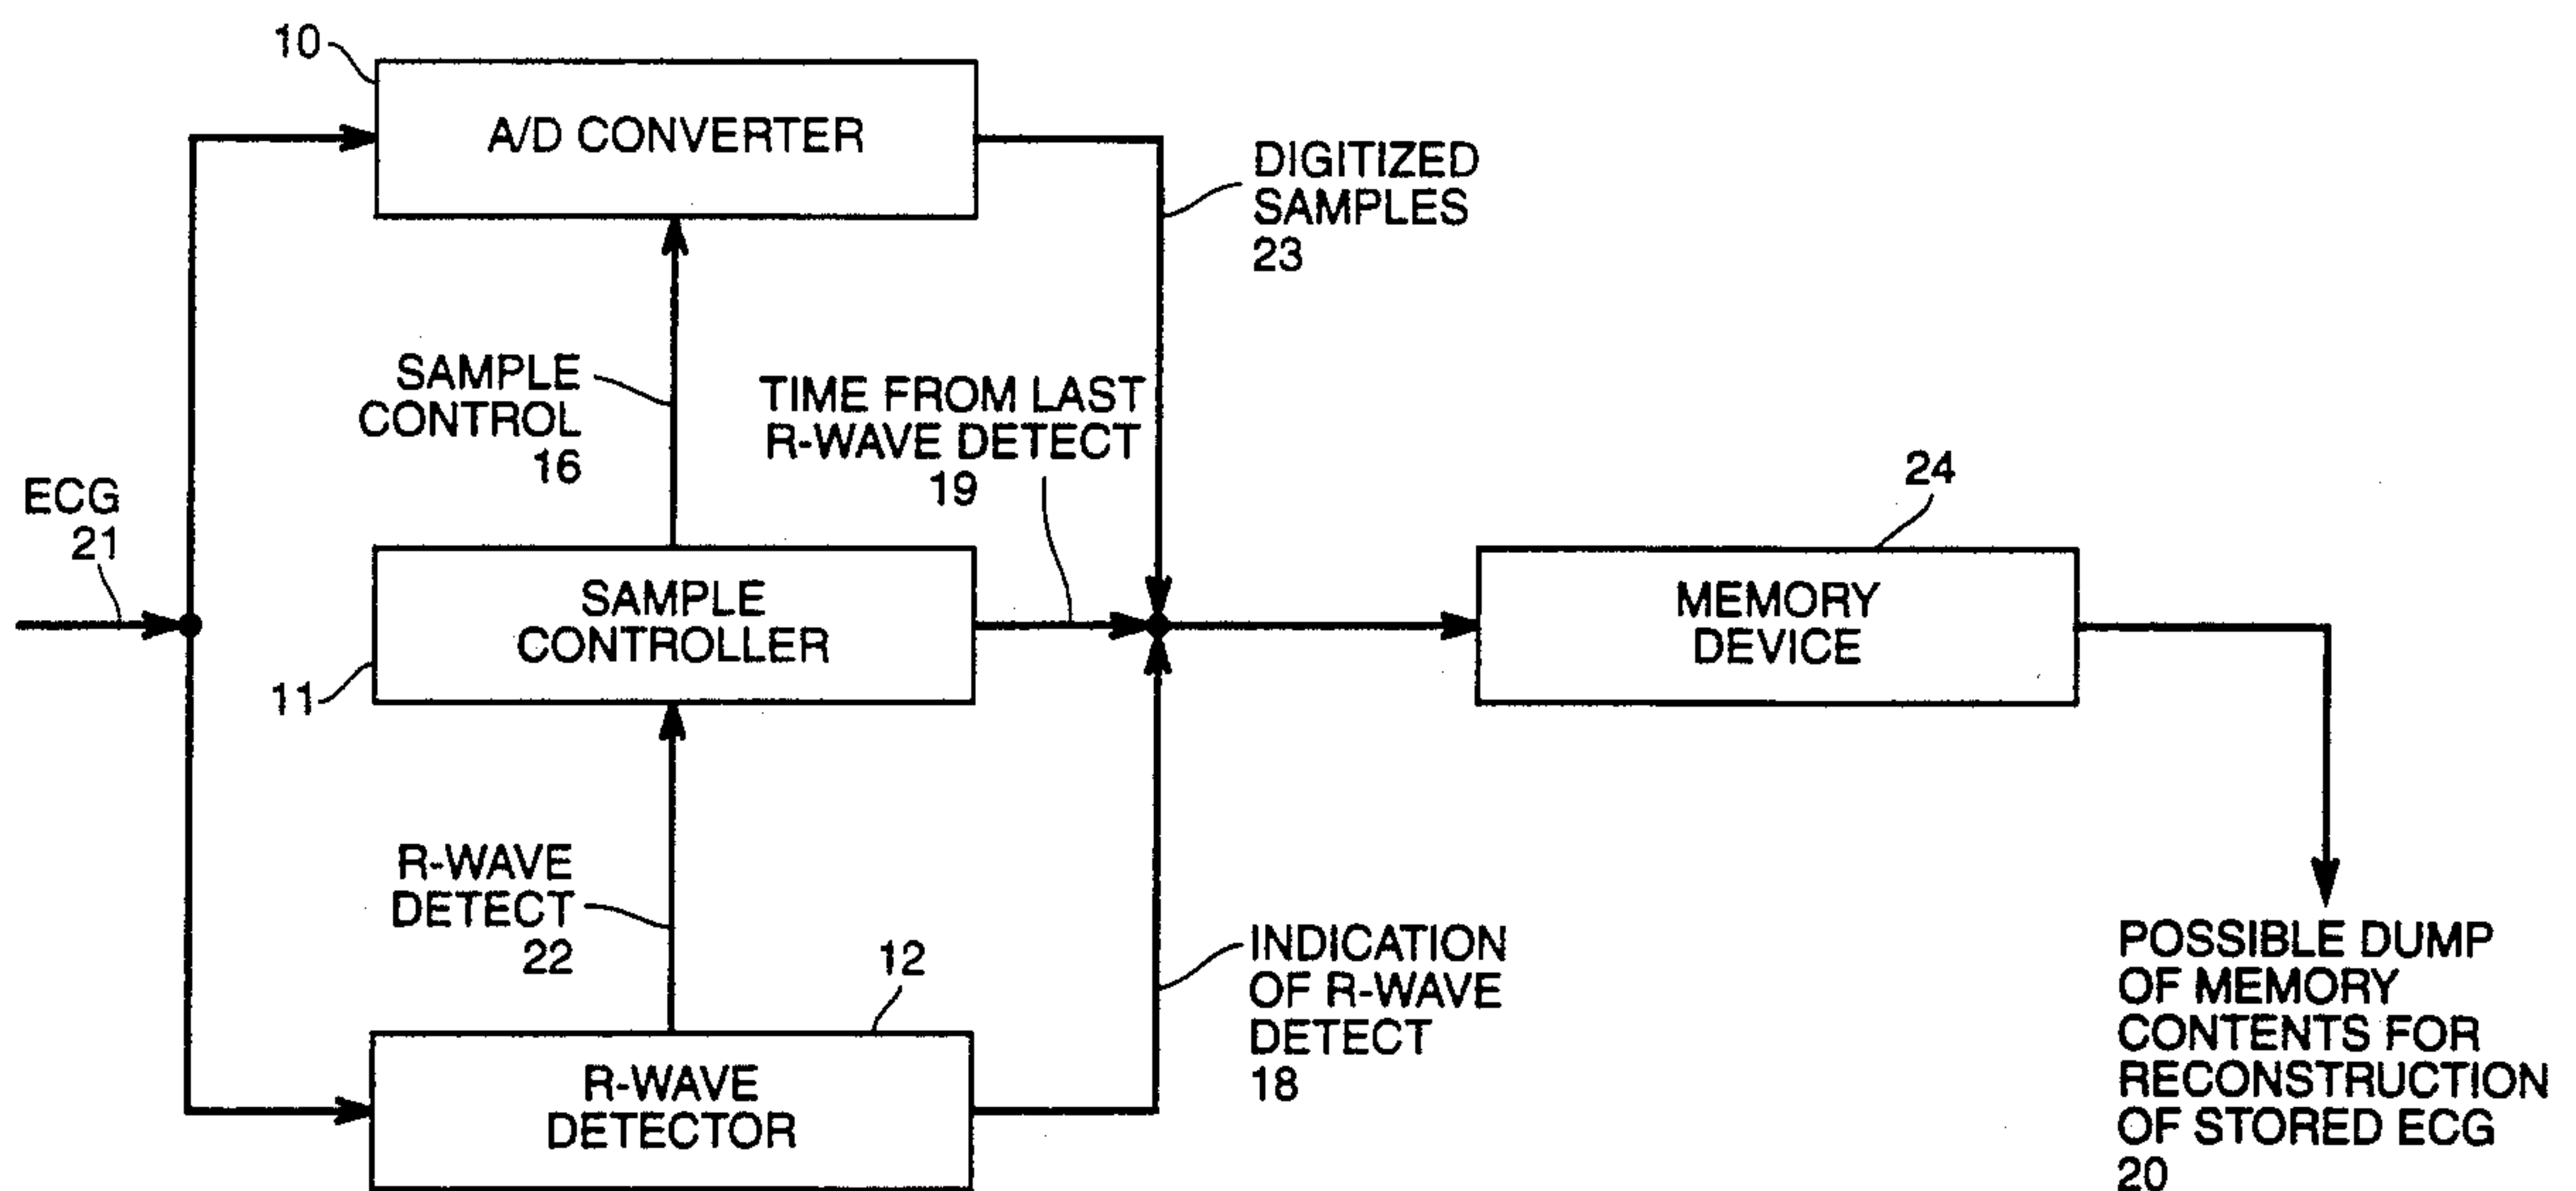 10
A/D CONVERTER
DIGITIZED
SAMPLES
23
SAMPLE
CONTROL
16
TIME FROM LAST
R-WAVE DETECT
19
ECG
21
24
SAMPLE
CONTROLLER
11
MEMORY
DEVICE
R-WAVE
DETECT
22
12
INDICATION
OF R-WAVE
DETECT
18
R-WAVE
DETECTOR
POSSIBLE DUMP
OF MEMORY
CONTENTS FOR
RECONSTRUCTION
OF STORED ECG
20